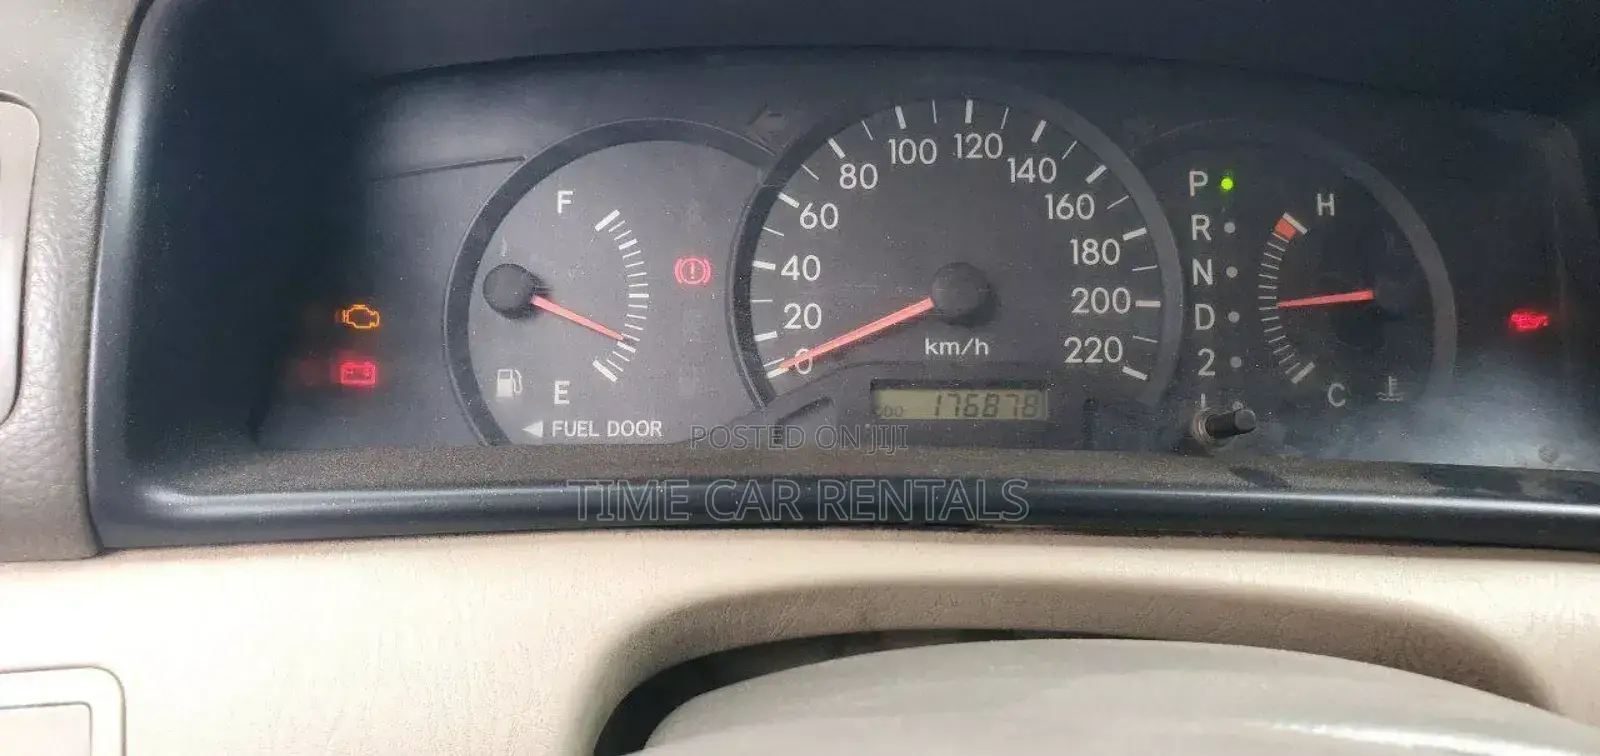 F
E
◄ FUEL DOOR
0
20
40
60
80
100
120
140
160
180
200
220
km/h
ODO 176878
P
R
N
D
2
L
H
C
POSTED ON JIJI
TIME CAR RENTALS